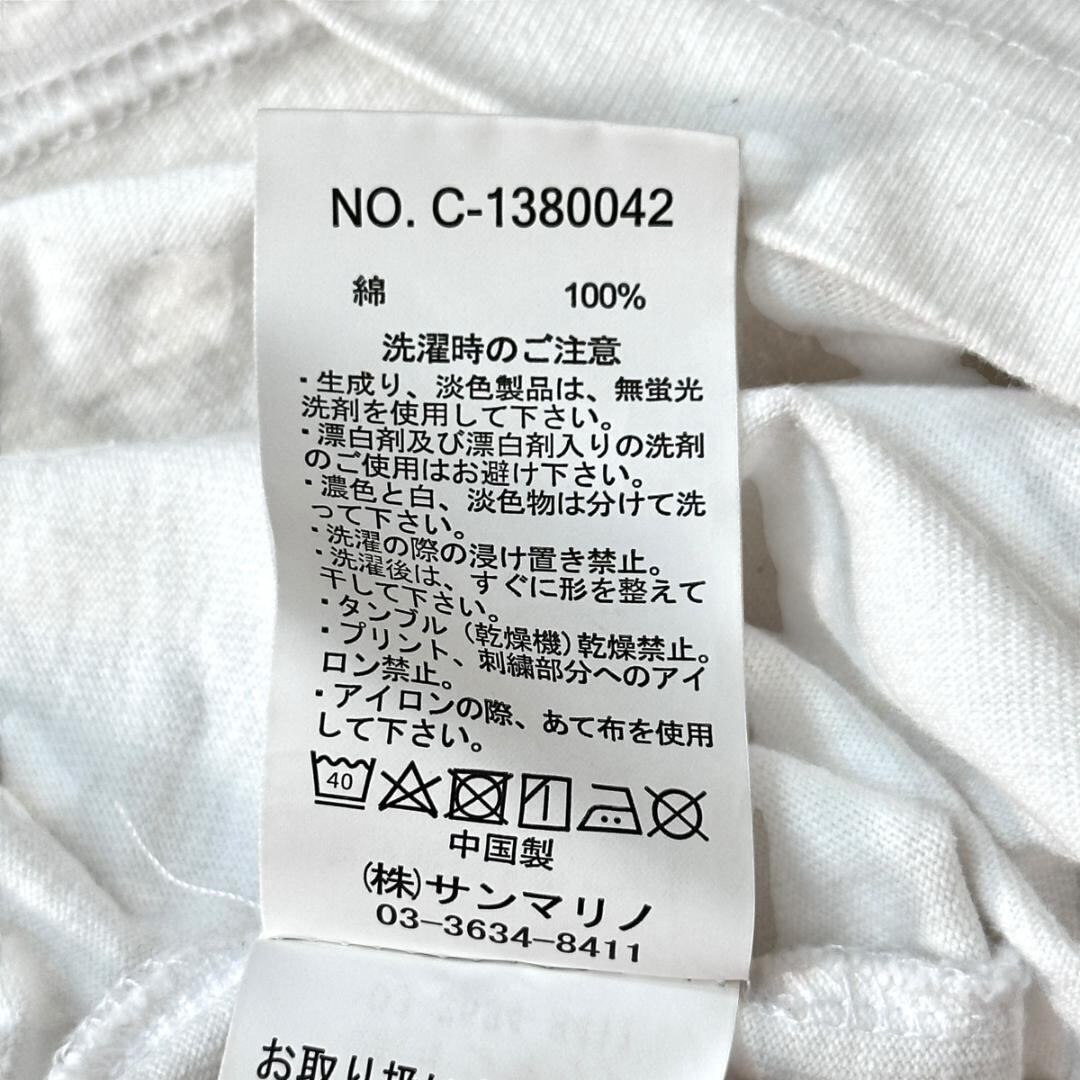 NO. C-1380042
綿 100%
洗濯時のご注意
・生成り、淡色製品は、無蛍光
洗剤を使用して下さい。
・漂白剤及び漂白剤入りの洗剤
のご使用はお避け下さい。
・濃色と白、淡色物は分けて洗
って下さい。
・洗濯の際の浸け置き禁止。
・洗濯後は、すぐに形を整えて
干して下さい。
・タンブル(乾燥機)乾燥禁止。
・プリント、刺繍部分へのアイ
ロン禁止。
・アイロンの際、あて布を使用
して下さい。
40
中国製
(株)サンマリノ
03-3634-8411
お取り扱